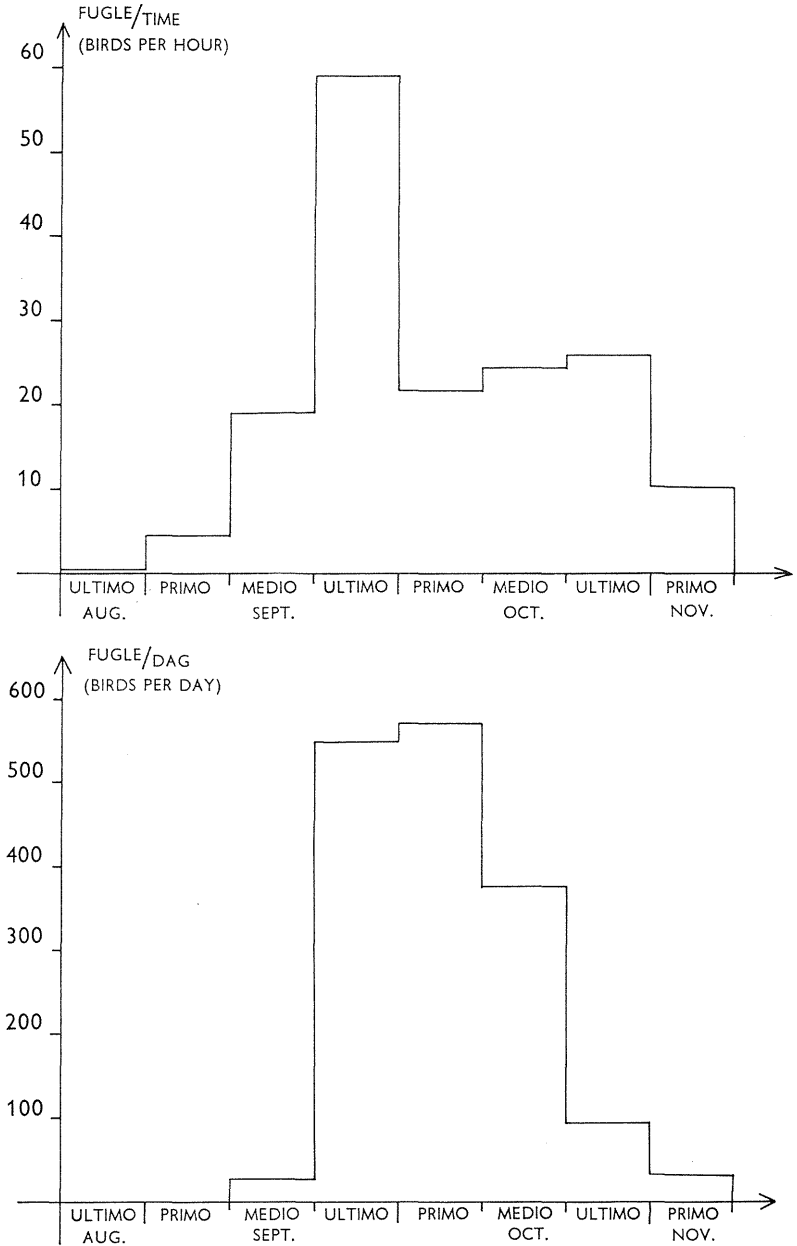 FUGLE/TIME
(BIRDS PER HOUR)
60
50
40
30
20
10
ULTIMO PRIMO MEDIO ULTIMO PRIMO MEDIO ULTIMO PRIMO
AUG. SEPT. OCT. NOV.
FUGLE/DAG
(BIRDS PER DAY)
600
500
400
300
200
100
ULTIMO PRIMO MEDIO ULTIMO PRIMO MEDIO ULTIMO PRIMO
AUG. SEPT. OCT. NOV.